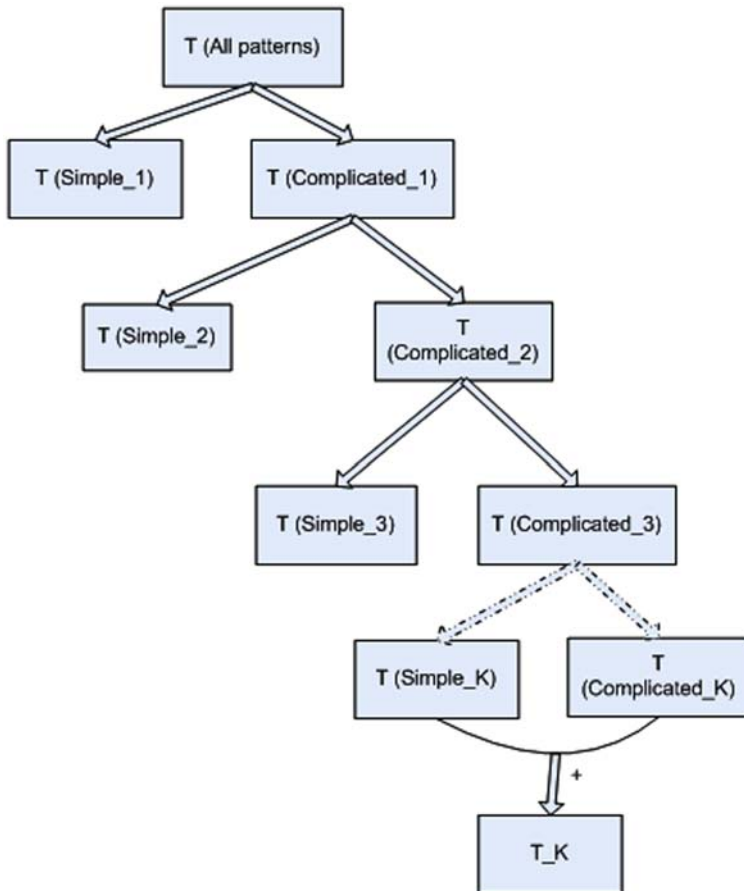 T (All patterns)
T (Simple_1)
T (Complicated_1)
T (Simple_2)
T
(Complicated_2)
T (Simple_3)
T (Complicated_3)
T (Simple_K)
T
(Complicated_K)
+
T_K